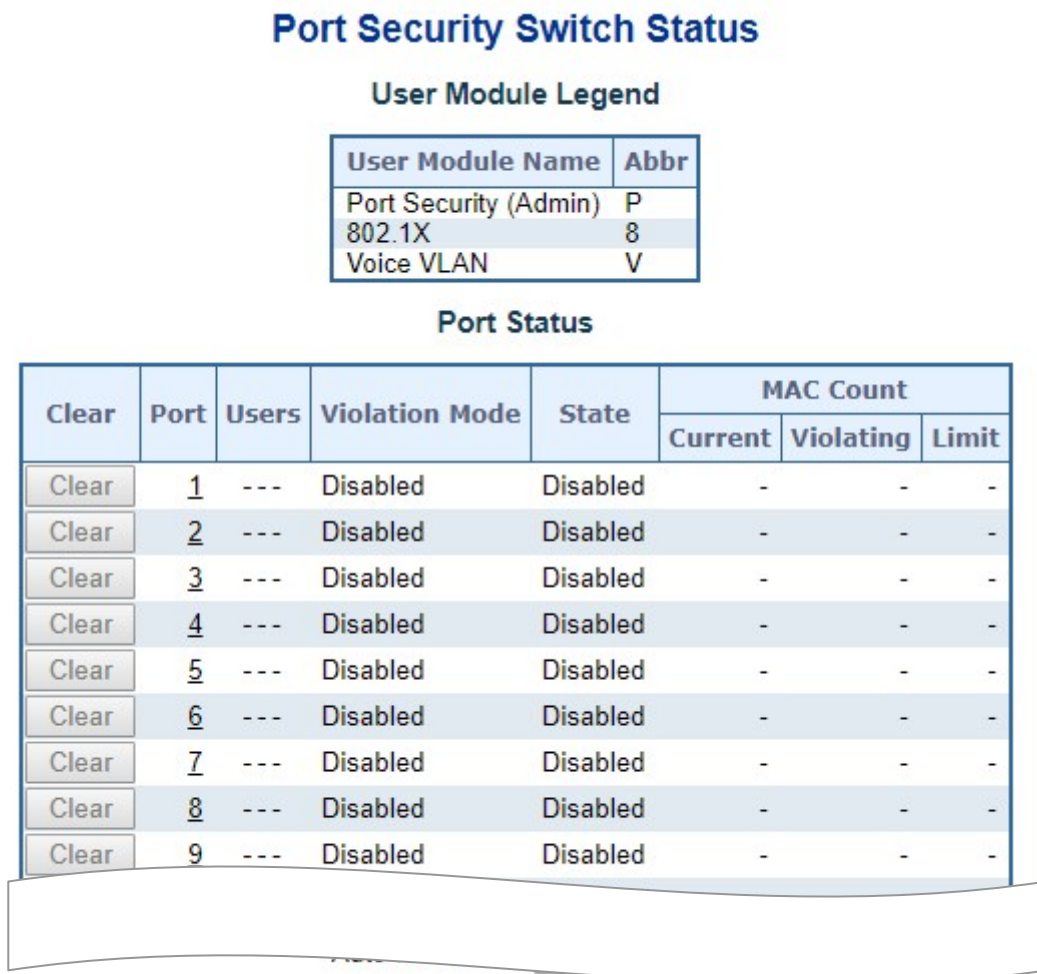 Port Security Switch Status
User Module Legend
User Module Name Abbr
Port Security (Admin) P
802.1X 8
Voice VLAN V
Port Status
Clear Port Users Violation Mode State MAC Count
Current Violating Limit
Clear 1 --- Disabled Disabled - - -
Clear 2 --- Disabled Disabled - - -
Clear 3 --- Disabled Disabled - - -
Clear 4 --- Disabled Disabled - - -
Clear 5 --- Disabled Disabled - - -
Clear 6 --- Disabled Disabled - - -
Clear 7 --- Disabled Disabled - - -
Clear 8 --- Disabled Disabled - - -
Clear 9 --- Disabled Disabled - - -